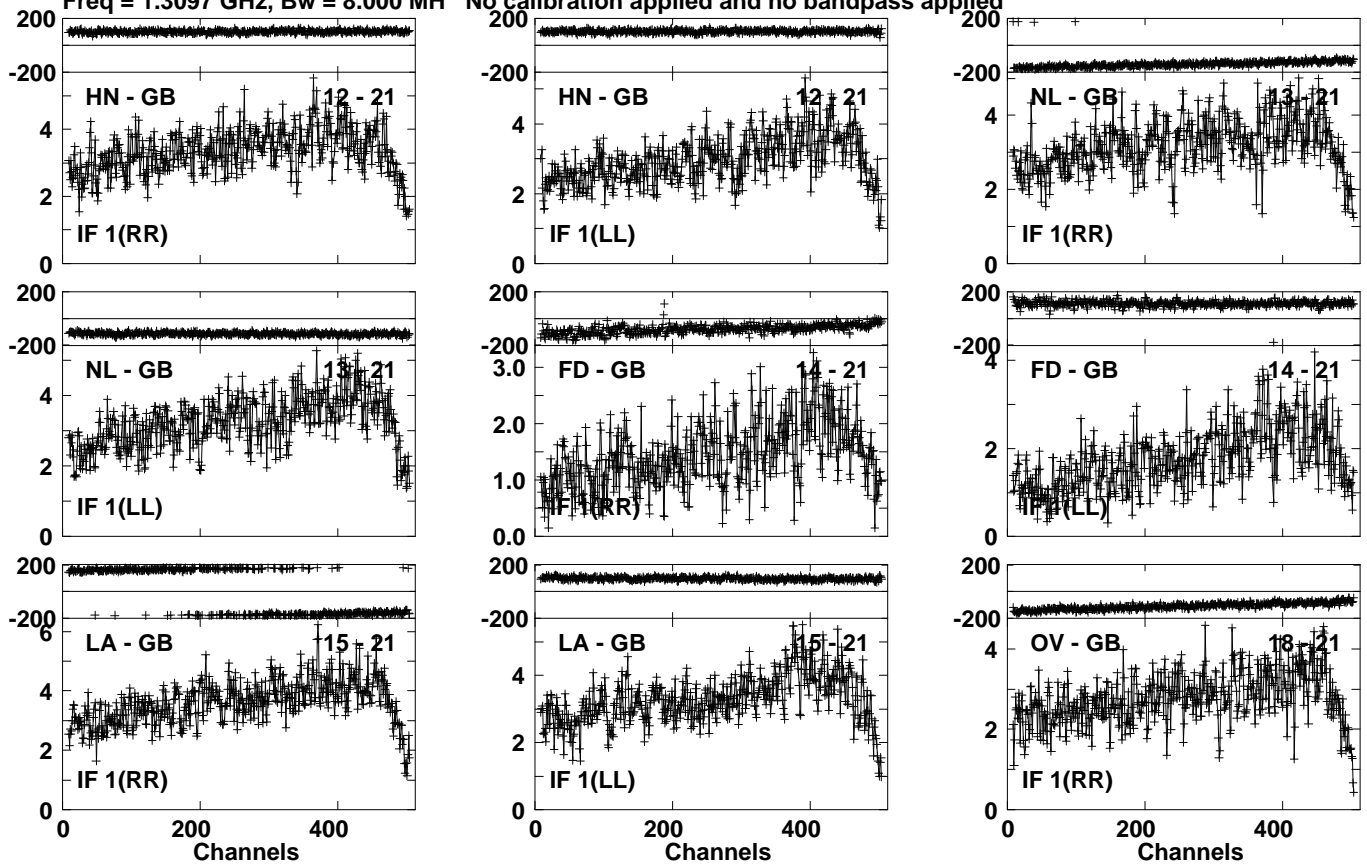 Freq = 1.3097 GHz, Bw = 8.000 MH No calibration applied and no bandpass applied
200 200 200
-200 -200 -200
HN - GB 12 - 21 HN - GB 12 - 21 NL - GB 13 - 21
4 4 4
2 2 2
IF 1(RR) IF 1(LL) IF 1(RR)
0 0 0
200 200 200
-200 -200 -200
NL - GB 13 - 21 FD - GB 14 - 21 FD - GB 14 - 21
4 3.0 4
2 2.0 2
1.0
IF 1(LL) IF 1(RR) IF 1(LL)
0 0.0 0
200 200 200
-200 -200 -200
LA - GB 15 - 21 LA - GB 15 - 21 OV - GB 18 - 21
6
4 4 4
2 2 2
IF 1(RR) IF 1(LL) IF 1(RR)
0 0 0
0 200 400 0 200 400 0 200 400
Channels Channels Channels